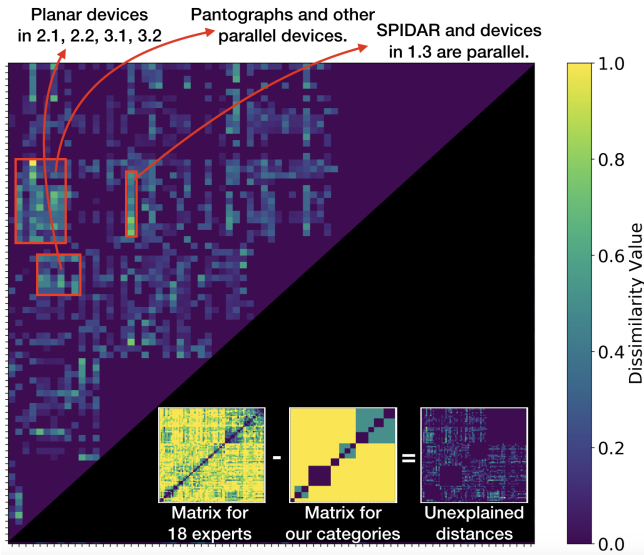 Planar devices
in 2.1, 2.2, 3.1, 3.2
Pantographs and other
parallel devices.
SPIDAR and devices
in 1.3 are parallel.
1.0
0.8
0.6
0.4
0.2
0.0
Dissimilarity Value
-
=
Matrix for
18 experts
Matrix for
our categories
Unexplained
distances